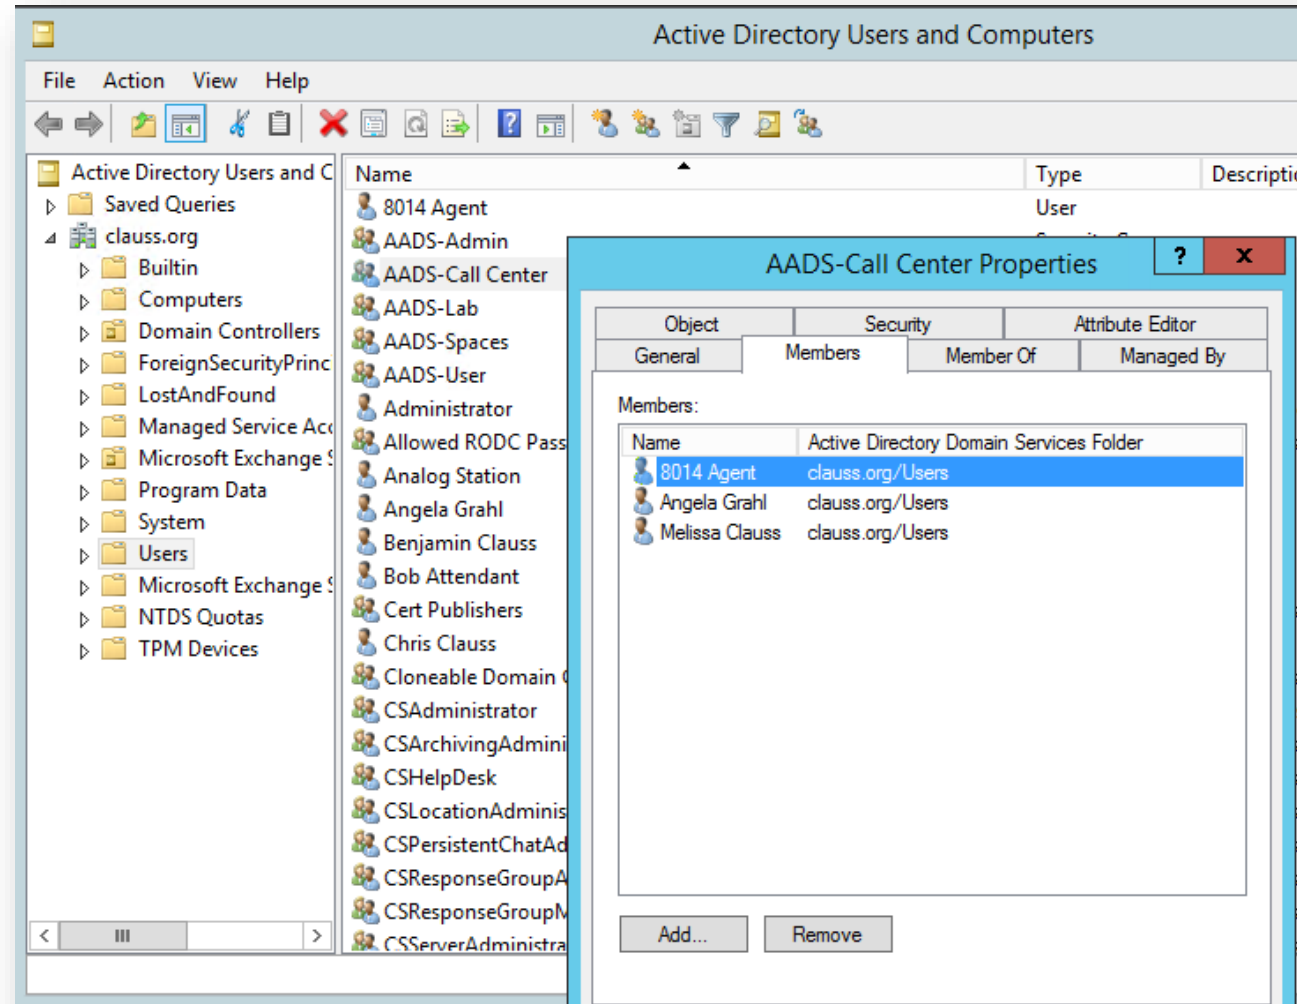 Active Directory Users and Computers
File Action View Help
Active Directory Users and C
Saved Queries
clauss.org
Builtin
Computers
Domain Controllers
ForeignSecurityPrinc
LostAndFound
Managed Service Acc
Microsoft Exchange S
Program Data
System
Users
Microsoft Exchange S
NTDS Quotas
TPM Devices
Name Type Descripti
8014 Agent User
AADS-Admin
AADS-Call Center
AADS-Lab
AADS-Spaces
AADS-User
Administrator
Allowed RODC Pass
Analog Station
Angela Grahl
Benjamin Clauss
Bob Attendant
Cert Publishers
Chris Clauss
Cloneable Domain
CSAdministrator
CSArchivingAdmini
CSHelpDesk
CSLocationAdminis
CSPersistentChatAd
CSResponseGroupA
CSResponseGroupM
CSServerAdministra
AADS-Call Center Properties ? X
Object Security Attribute Editor
General Members Member Of Managed By
Members:
Name Active Directory Domain Services Folder
8014 Agent clauss.org/Users
Angela Grahl clauss.org/Users
Melissa Clauss clauss.org/Users
Add... Remove